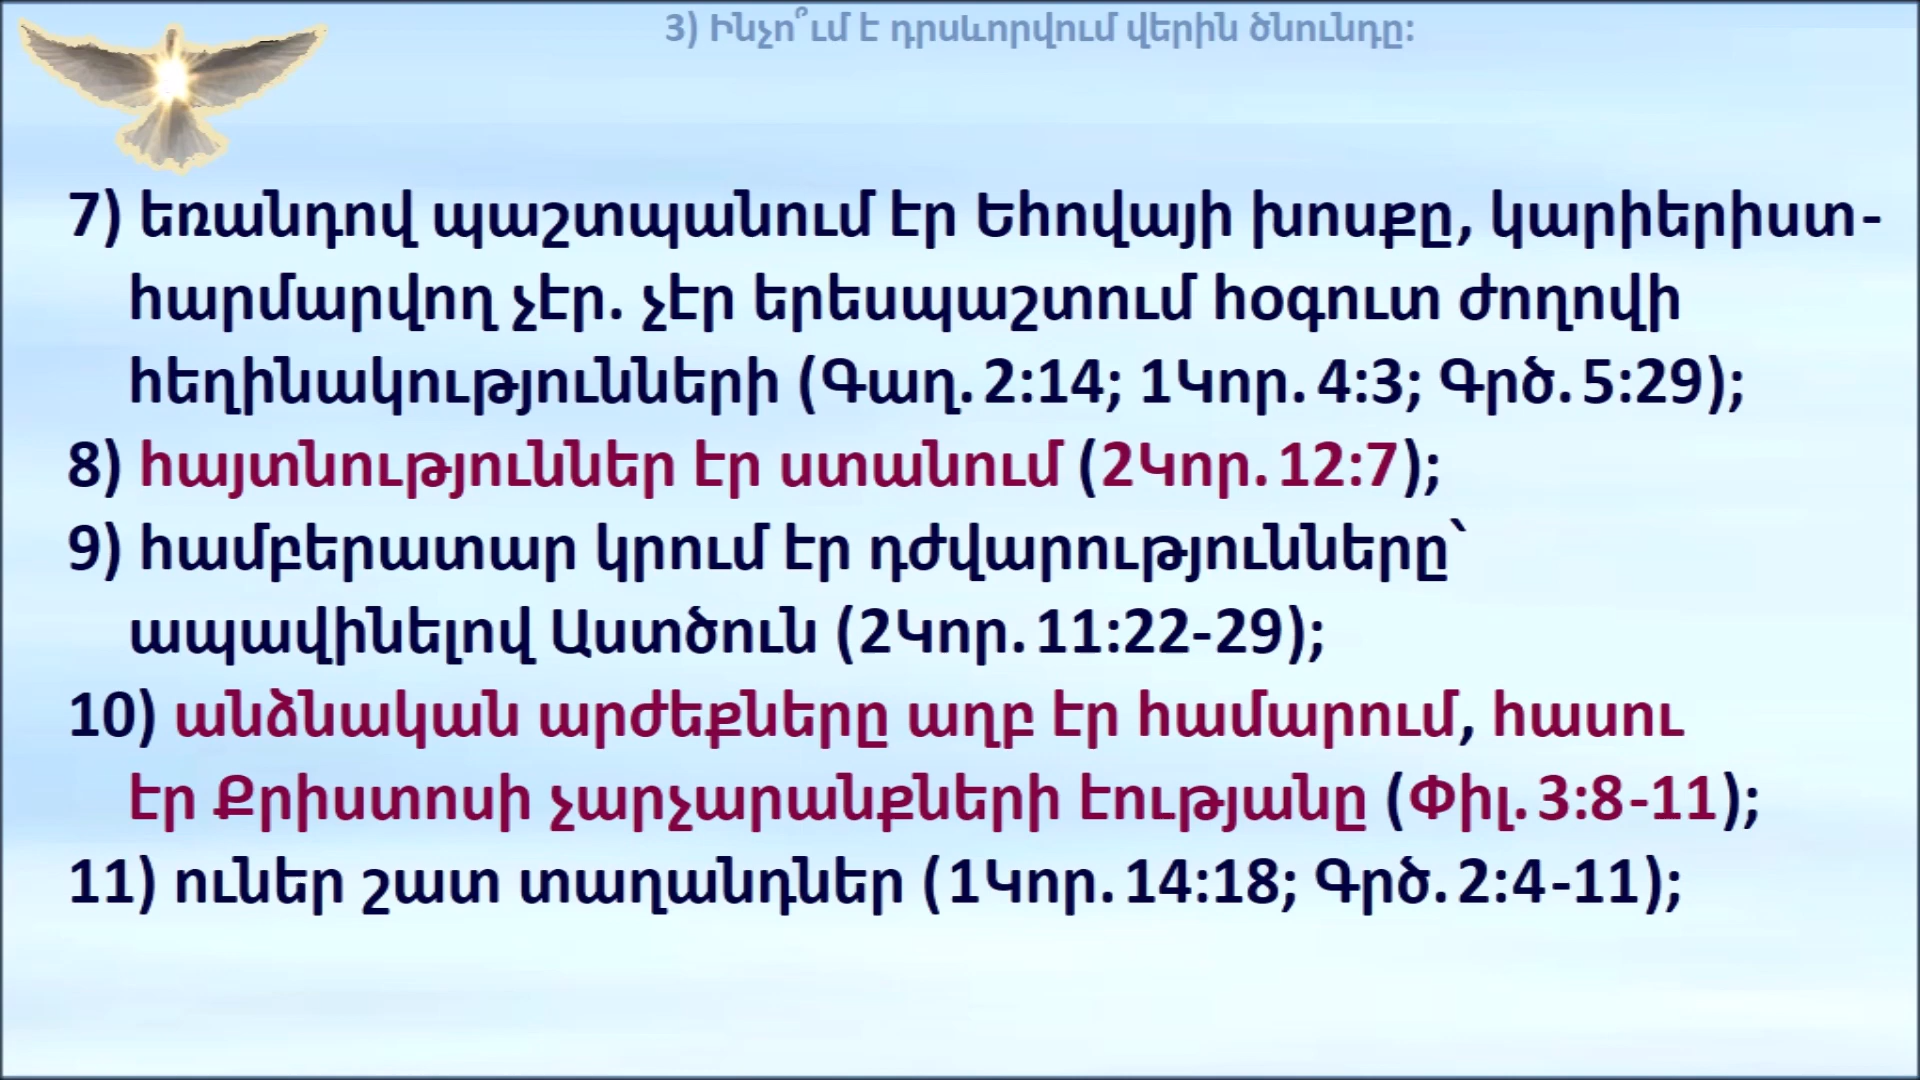 3) Ինչո՞ւմ է դրսևորվում վերին ծնունդը:
7) եռանդով պաշտպանում էր Եհովայի խոսքը, կարիերիստ-
հարմարվող չէր. չէր երեսպաշտում հօգուտ ժողովի
հեղինակությունների (Գաղ. 2:14; 1Կոր. 4:3; Գրծ. 5:29);
8) հայտնություններ էր ստանում (2Կոր. 12:7);
9) համբերատար կրում էր դժվարությունները՝
ապավինելով Աստծուն (2Կոր. 11:22-29);
10) անձնական արժեքները աղբ էր համարում, հասու
էր Քրիստոսի չարչարանքների էությանը (Փիլ. 3:8-11);
11) ուներ շատ տաղանդներ (1Կոր. 14:18; Գրծ. 2:4-11);